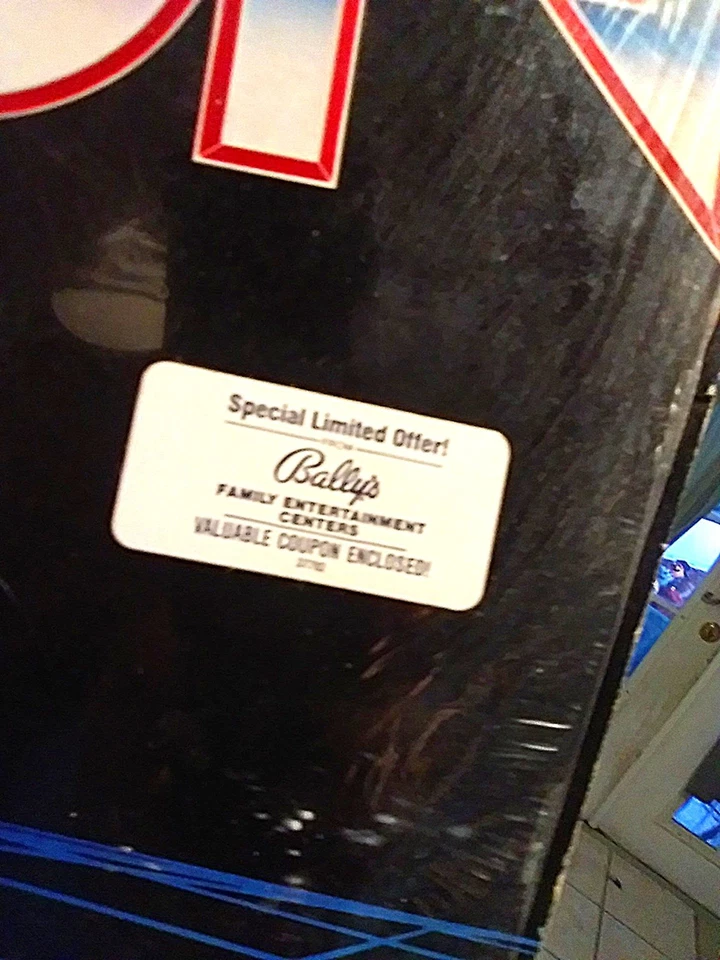 Special Limited Offer!
FROM
Bally's
FAMILY ENTERTAINMENT
CENTERS
VALUABLE COUPON ENCLOSED!